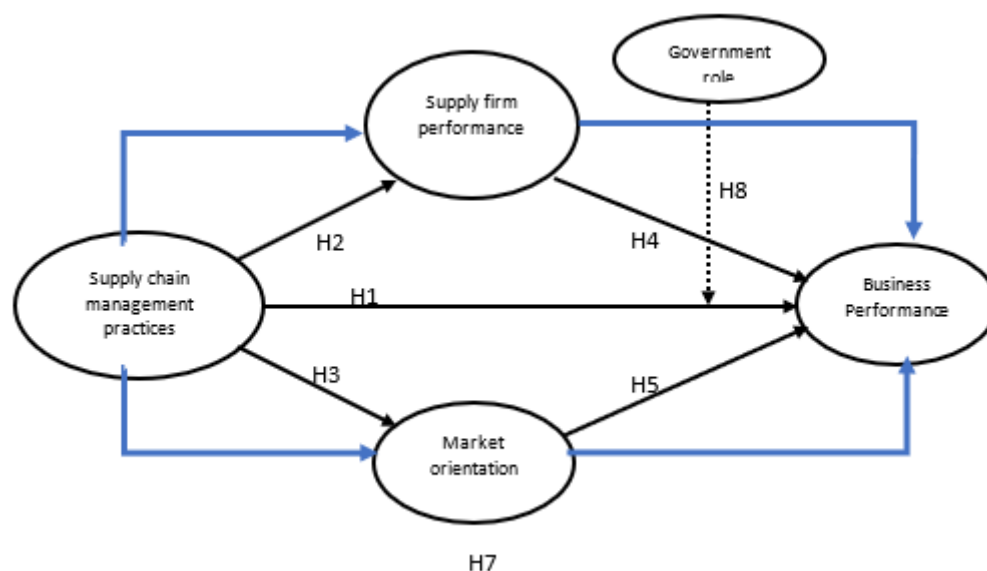 Government
role
Supply firm
performance
H8
H2
H4
Supply chain
management
practices
H1
Business
Performance
H3
H5
Market
orientation
H7